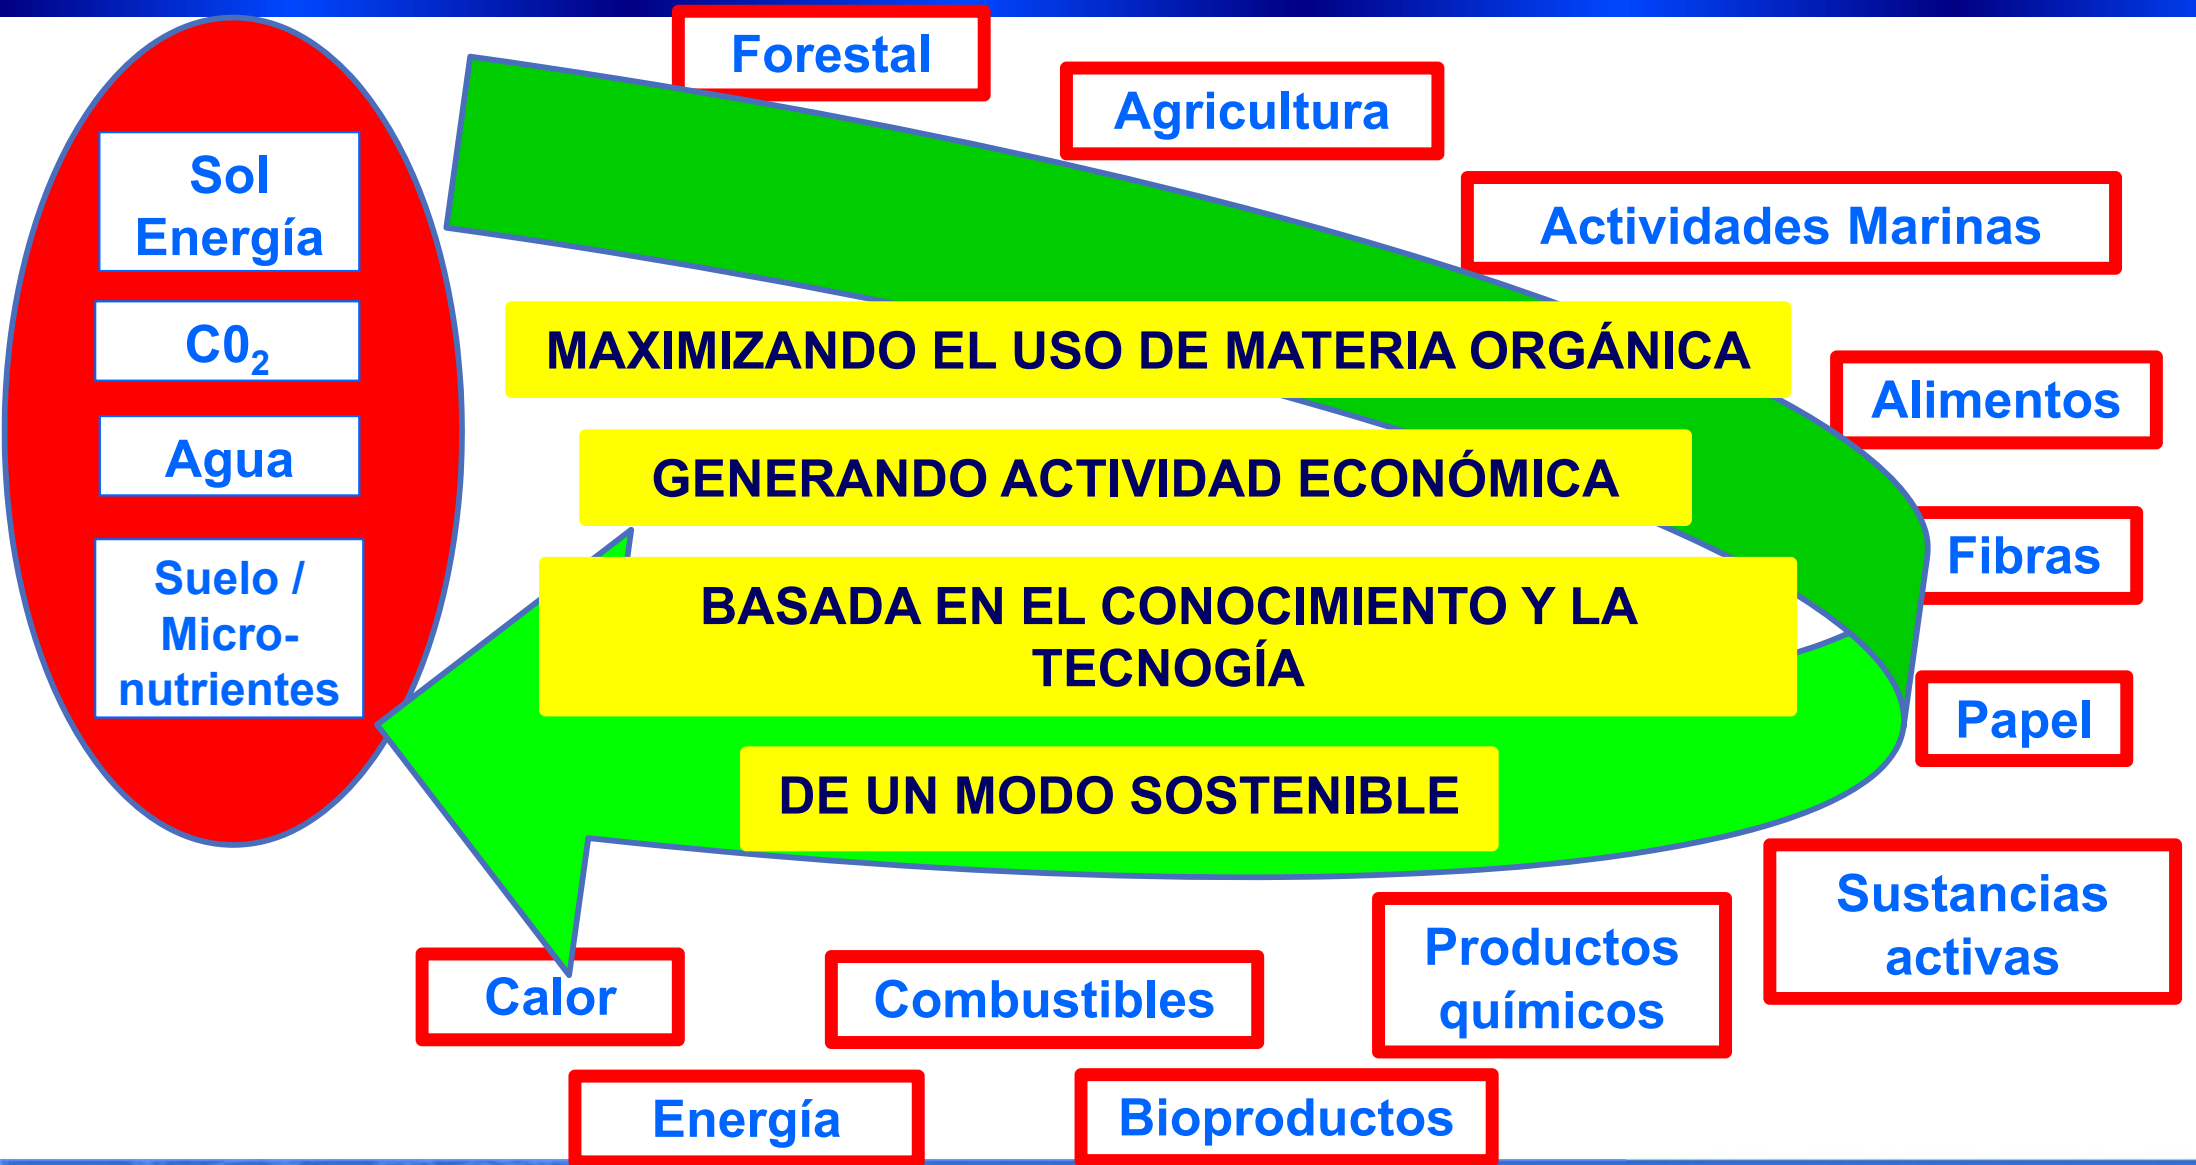 Forestal
Agricultura
Actividades Marinas
Sol
Energía
C0₂
Agua
Suelo /
Micro-
nutrientes
MAXIMIZANDO EL USO DE MATERIA ORGÁNICA
GENERANDO ACTIVIDAD ECONÓMICA
BASADA EN EL CONOCIMIENTO Y LA
TECNOGÍA
DE UN MODO SOSTENIBLE
Alimentos
Fibras
Papel
Sustancias
activas
Productos
químicos
Combustibles
Calor
Energía
Bioproductos